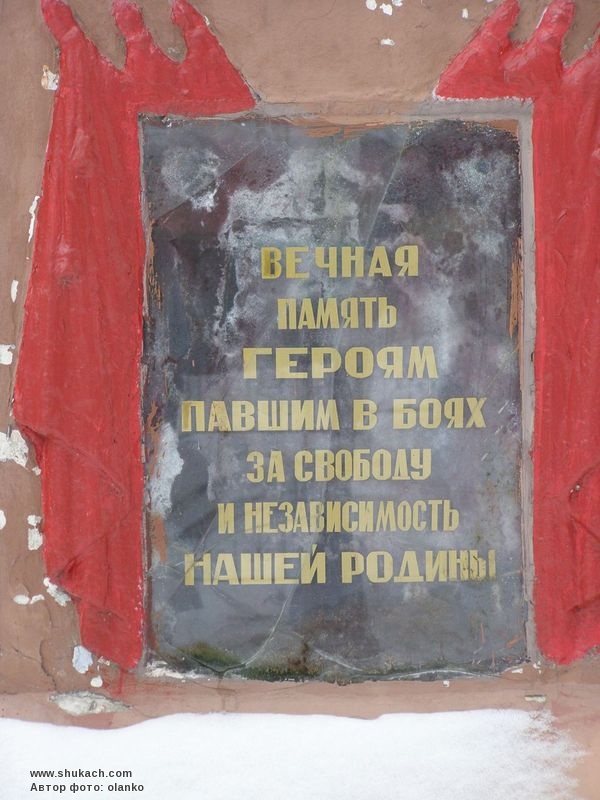 ВЕЧНАЯ
ПАМЯТЬ
ГЕРОЯМ
ПАВШИМ В БОЯХ
ЗА СВОБОДУ
И НЕЗАВИСИМОСТЬ
НАШЕЙ РОДИНЫ
www.shukach.com
Автор фото: olanko